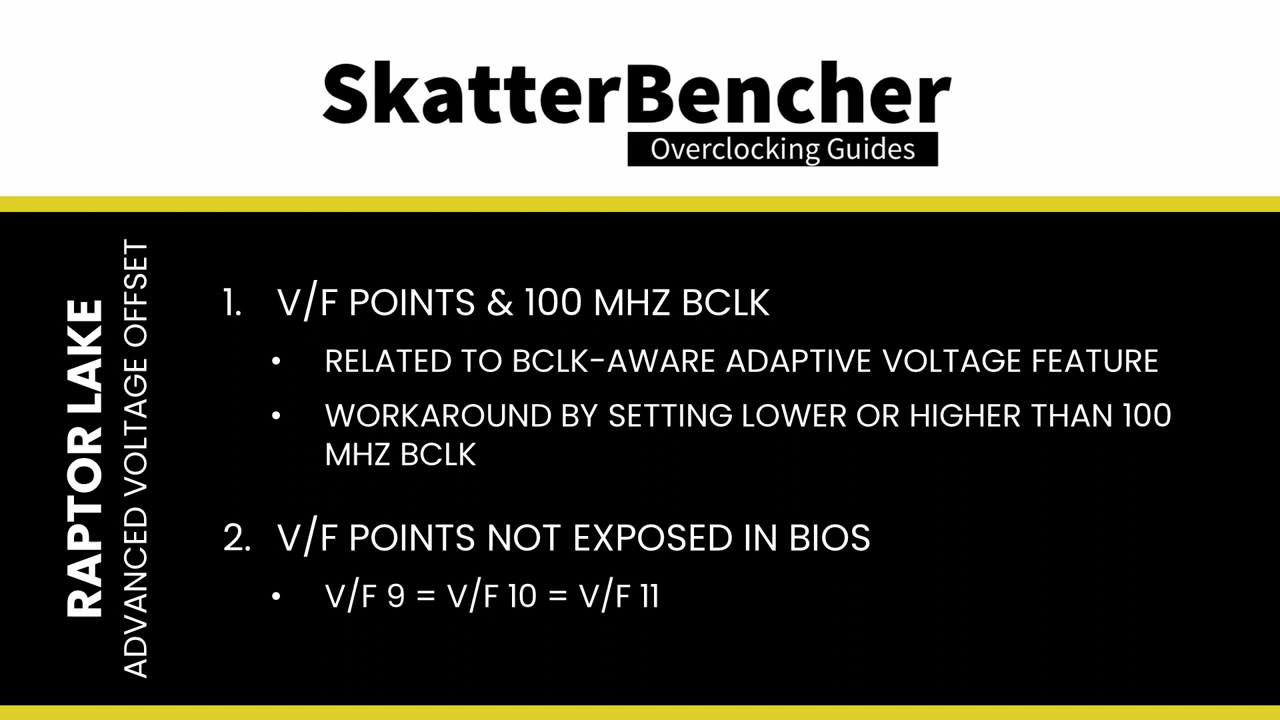 SkatterBencher
Overclocking Guides
RAPTOR LAKE
ADVANCED VOLTAGE OFFSET
1. V/F POINTS & 100 MHZ BCLK
• RELATED TO BCLK-AWARE ADAPTIVE VOLTAGE FEATURE
• WORKAROUND BY SETTING LOWER OR HIGHER THAN 100
MHZ BCLK
2. V/F POINTS NOT EXPOSED IN BIOS
• V/F 9 = V/F 10 = V/F 11